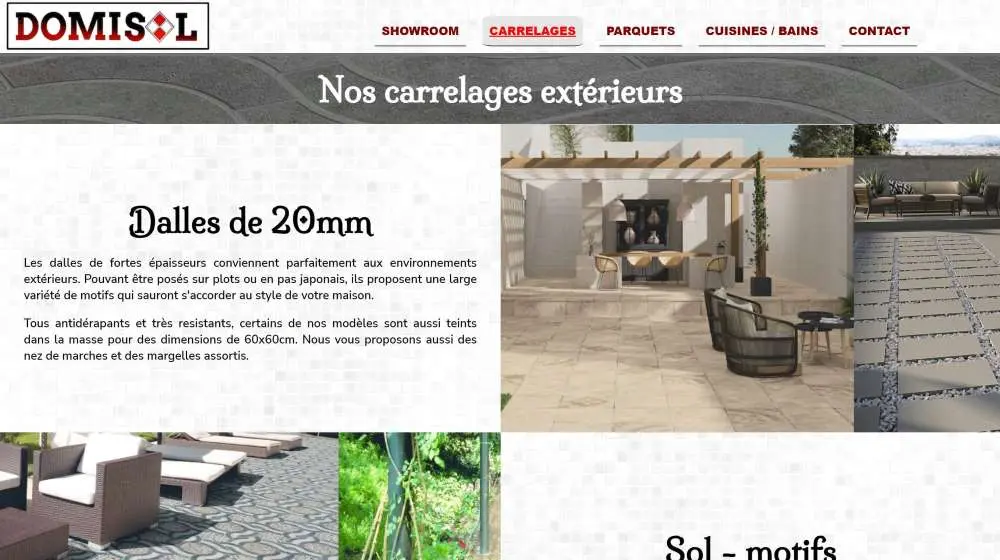 DOMISOL
SHOWROOM
CARRELAGES
PARQUETS
CUISINES / BAINS
CONTACT
Nos carrelages extérieurs
Dalles de 20mm
Les dalles de fortes épaisseurs conviennent parfaitement aux environnements
extérieurs. Pouvant être posés sur plots ou en pas japonais, ils proposent une large
variété de motifs qui sauront s'accorder au style de votre maison.
Tous antidérapants et très resistants, certains de nos modèles sont aussi teints
dans la masse pour des dimensions de 60x60cm. Nous vous proposons aussi des
nez de marches et des margelles assortis.
Sol - motifs